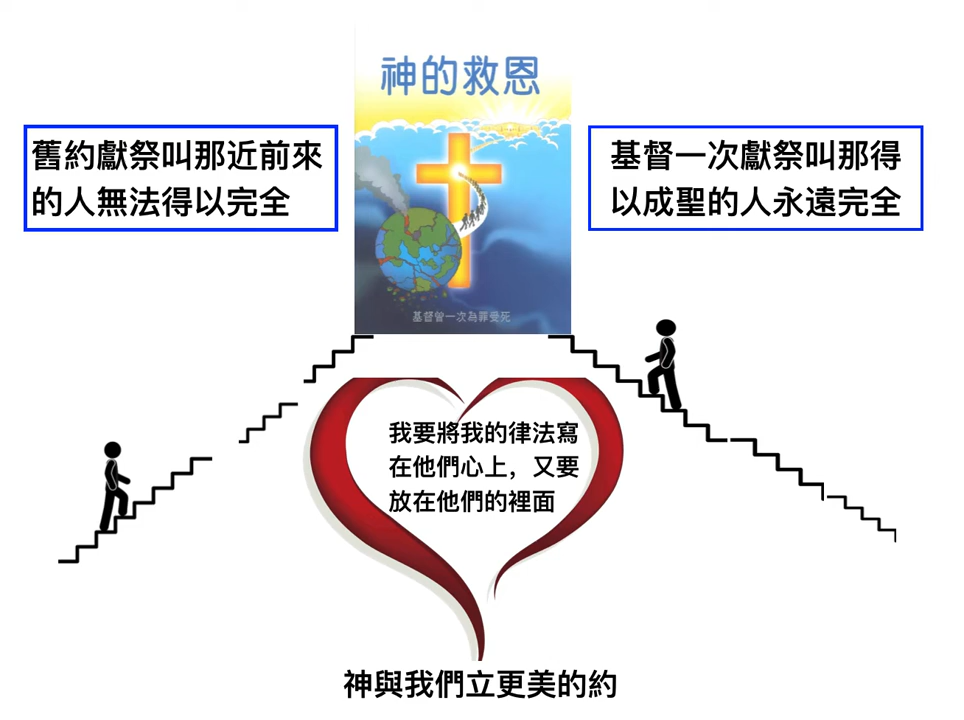 神的救恩
舊約獻祭叫那近前來
的人無法得以完全
基督一次獻祭叫那得
以成聖的人永遠完全
基督曾一次為罪受死
我要將我的律法寫
在他們心上，又要
放在他們的裡面
神與我們立更美的約